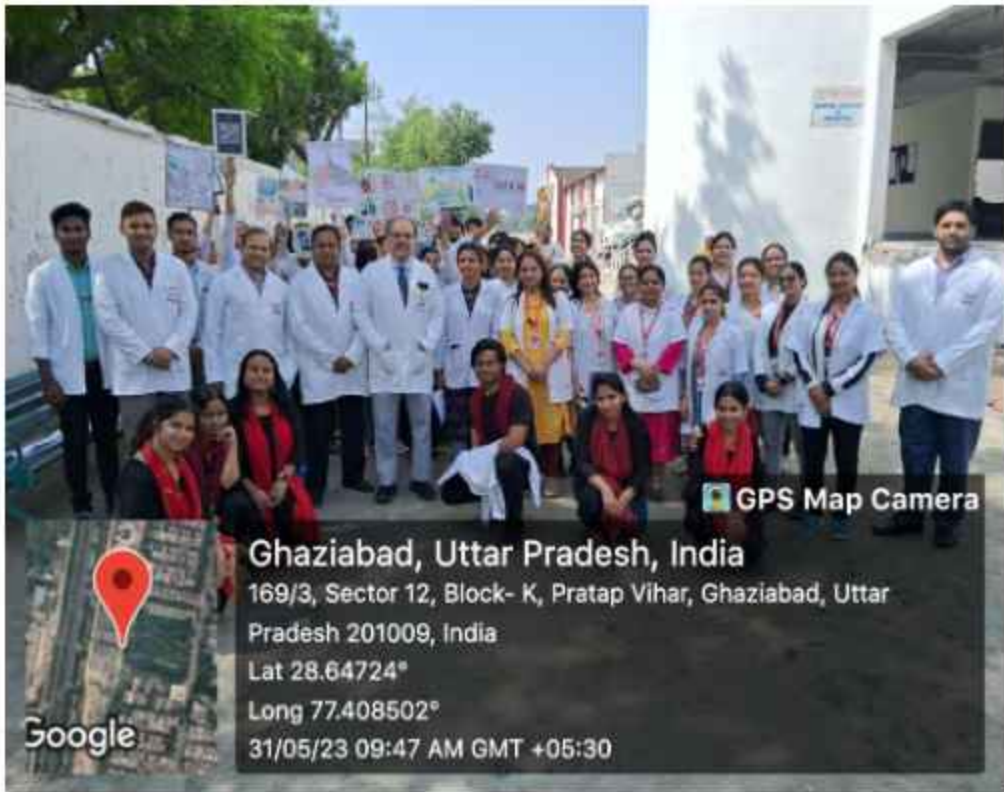 GPS Map Camera
Ghaziabad, Uttar Pradesh, India
169/3, Sector 12, Block- K, Pratap Vihar, Ghaziabad, Uttar
Pradesh 201009, India
Lat 28.64724°
Long 77.408502°
31/05/23 09:47 AM GMT +05:30
Google